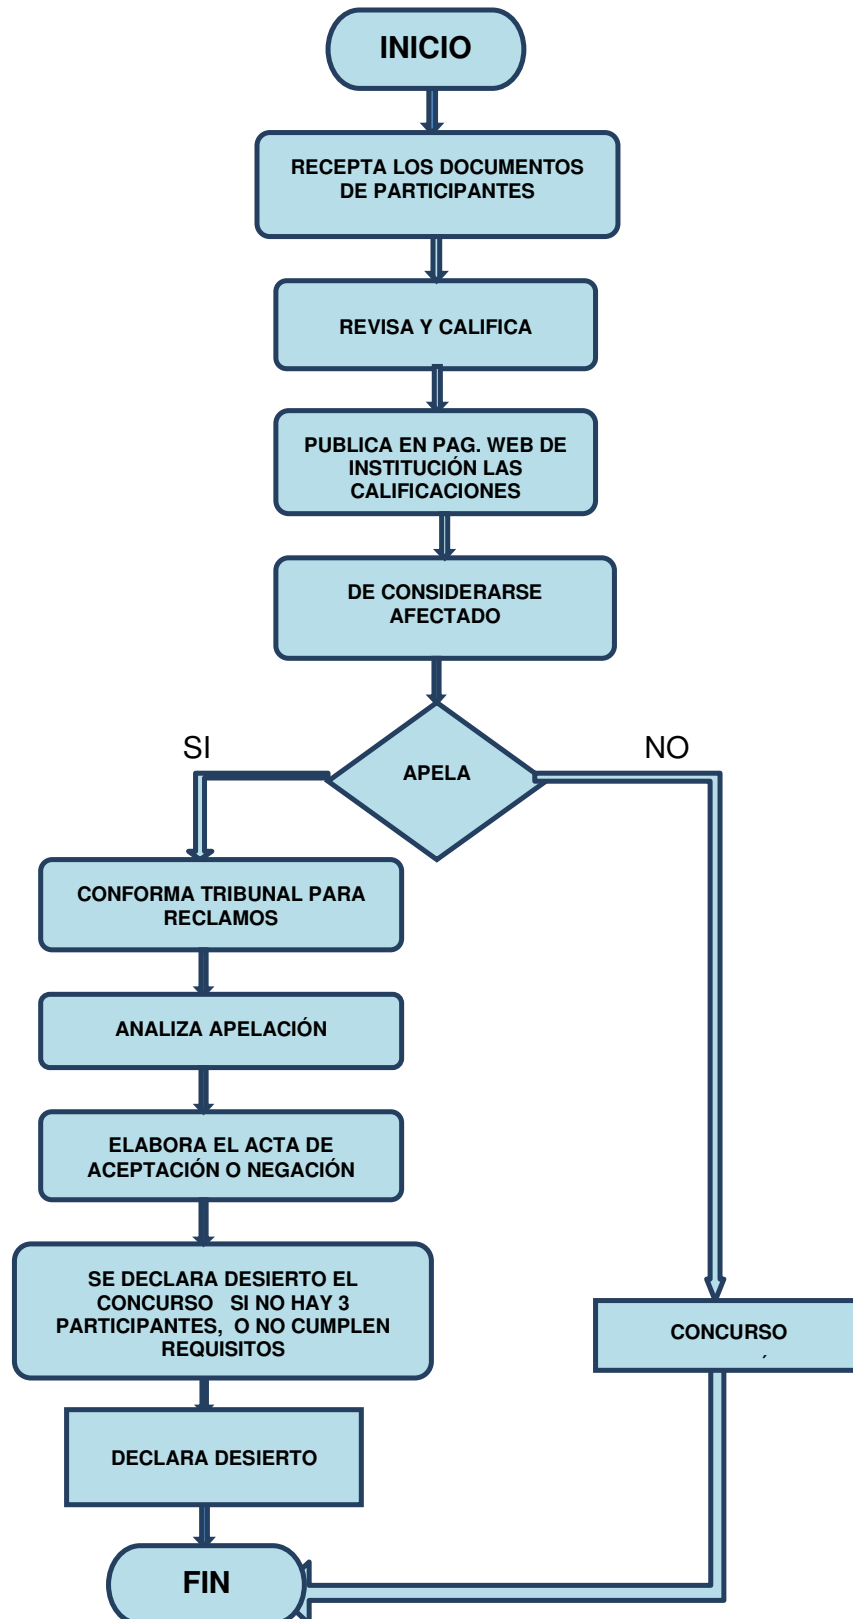 INICIO
RECEPTA LOS DOCUMENTOS
DE PARTICIPANTES
REVISA Y CALIFICA
PUBLICA EN PAG. WEB DE
INSTITUCIÓN LAS
CALIFICACIONES
DE CONSIDERARSE
AFECTADO
SI
NO
APELA
CONFORMA TRIBUNAL PARA
RECLAMOS
ANALIZA APELACIÓN
ELABORA EL ACTA DE
ACEPTACIÓN O NEGACIÓN
SE DECLARA DESIERTO EL
CONCURSO SI NO HAY 3
PARTICIPANTES, O NO CUMPLEN
REQUISITOS
CONCURSO
DECLARA DESIERTO
FIN